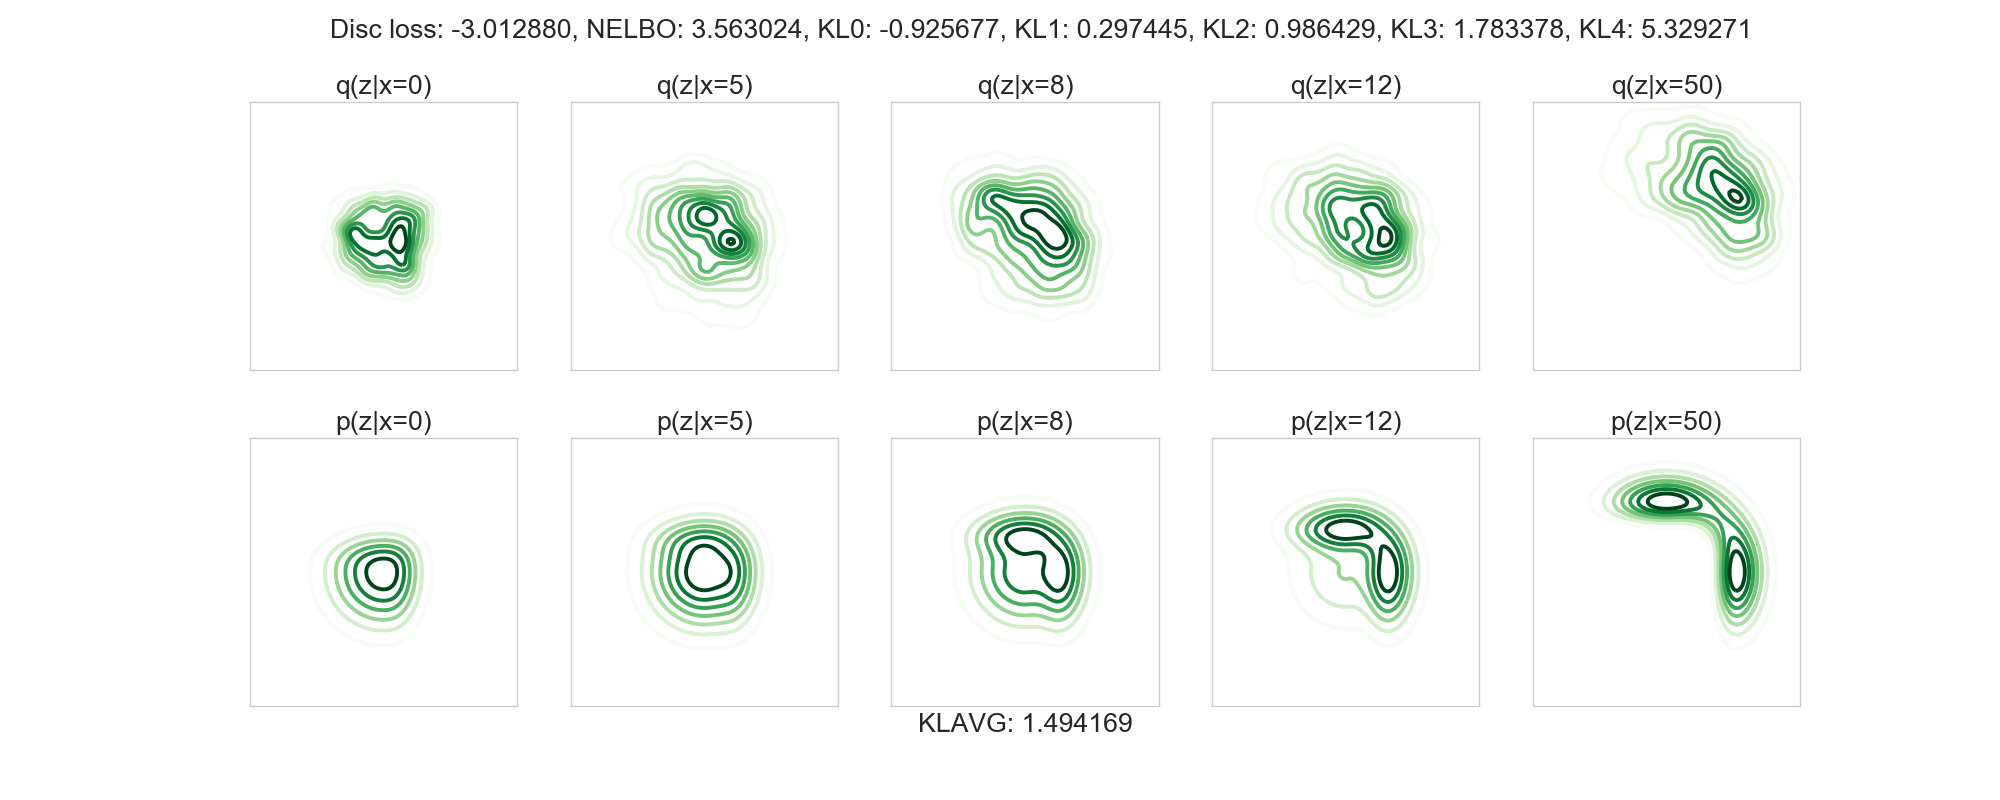 Disc loss: -3.012880, NELBO: 3.563024, KL0: -0.925677, KL1: 0.297445, KL2: 0.986429, KL3: 1.783378, KL4: 5.329271
q(z|x=0) q(z|x=5) q(z|x=8) q(z|x=12) q(z|x=50)
p(z|x=0) p(z|x=5) p(z|x=8) p(z|x=12) p(z|x=50)
KLAVG: 1.494169